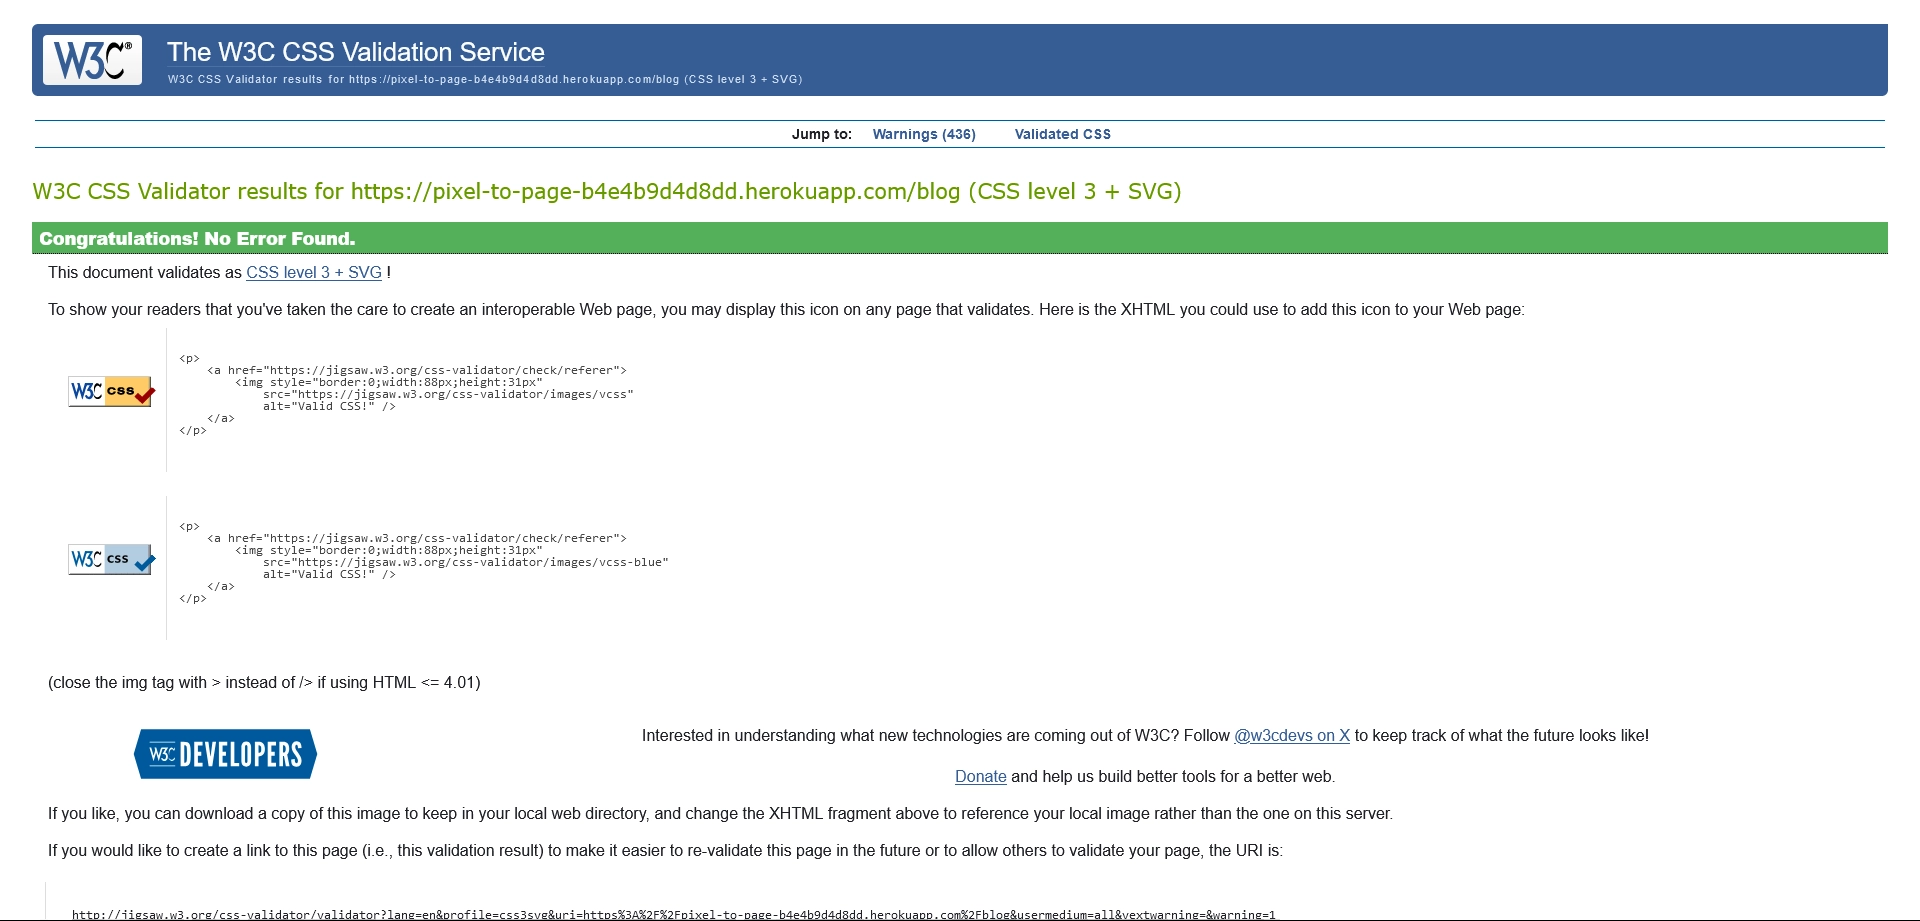 W3C®
The W3C CSS Validation Service
W3C CSS Validator results for https://pixel-to-page-b4e4b9d4d8dd.herokuapp.com/blog (CSS level 3 + SVG)
Jump to: Warnings (436) Validated CSS
W3C CSS Validator results for https://pixel-to-page-b4e4b9d4d8dd.herokuapp.com/blog (CSS level 3 + SVG)
Congratulations! No Error Found.
This document validates as CSS level 3 + SVG !
To show your readers that you've taken the care to create an interoperable Web page, you may display this icon on any page that validates. Here is the XHTML you could use to add this icon to your Web page:
W3C css
<p>
    <a href="https://jigsaw.w3.org/css-validator/check/referer">
        <img style="border:0;width:88px;height:31px"
            src="https://jigsaw.w3.org/css-validator/images/vcss"
            alt="Valid CSS!" />
    </a>
</p>
W3C css
<p>
    <a href="https://jigsaw.w3.org/css-validator/check/referer">
        <img style="border:0;width:88px;height:31px"
            src="https://jigsaw.w3.org/css-validator/images/vcss-blue"
            alt="Valid CSS!" />
    </a>
</p>
(close the img tag with > instead of /> if using HTML <= 4.01)
W3C DEVELOPERS
Interested in understanding what new technologies are coming out of W3C? Follow @w3cdevs on X to keep track of what the future looks like!
Donate and help us build better tools for a better web.
If you like, you can download a copy of this image to keep in your local web directory, and change the XHTML fragment above to reference your local image rather than the one on this server.
If you would like to create a link to this page (i.e., this validation result) to make it easier to re-validate this page in the future or to allow others to validate your page, the URI is:
http://jigsaw.w3.org/css-validator/validator?lang=en&profile=css3svg&uri=https%3A%2F%2Fpixel-to-page-b4e4b9d4d8dd.herokuapp.com%2Fblog&usermedium=all&vextwarning=&warning=1